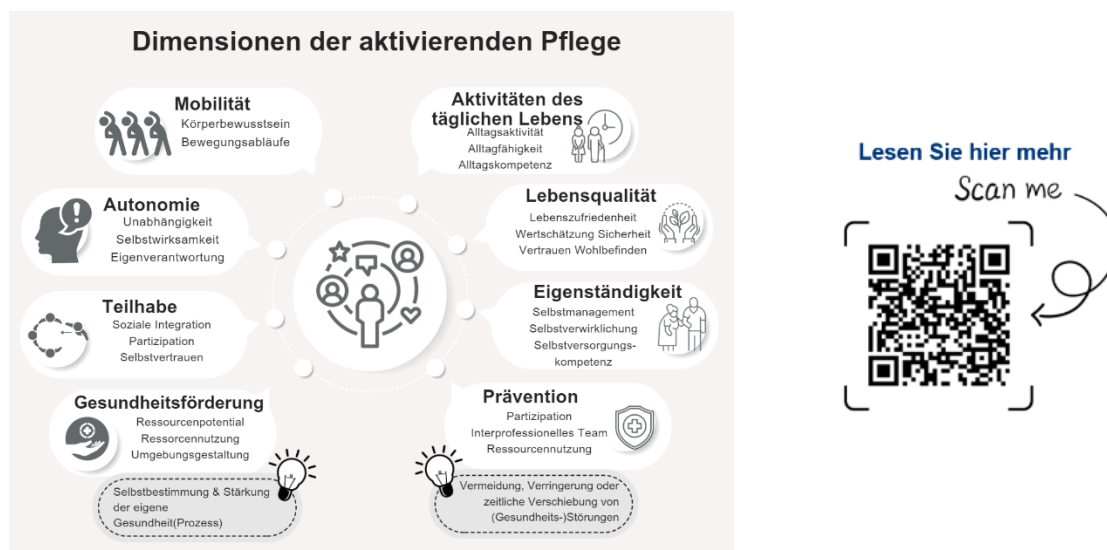 Dimensionen der aktivierenden Pflege
Mobilität
Körperbewusstsein
Bewegungsabläufe
Aktivitäten des
täglichen Lebens
Alltagsaktivität
Alltagfähigkeit
Alltagskompetenz
Autonomie
Unabhängigkeit
Selbstwirksamkeit
Eigenverantwortung
Lebensqualität
Lebenszufriedenheit
Wertschätzung Sicherheit
Vertrauen Wohlbefinden
Teilhabe
Soziale Integration
Partizipation
Selbstvertrauen
Eigenständigkeit
Selbstmanagement
Selbstverwirklichung
Selbstversorgungs-
kompetenz
Gesundheitsförderung
Ressourcenpotential
Ressorcennutzung
Umgebungsgestaltung
Prävention
Partizipation
Interprofessionelles Team
Ressourcennutzung
Selbstbestimmung & Stärkung
der eigene
Gesundheit(Prozess)
Vermeidung, Verringerung oder
zeitliche Verschiebung von
(Gesundheits-)Störungen
Lesen Sie hier mehr
Scan me